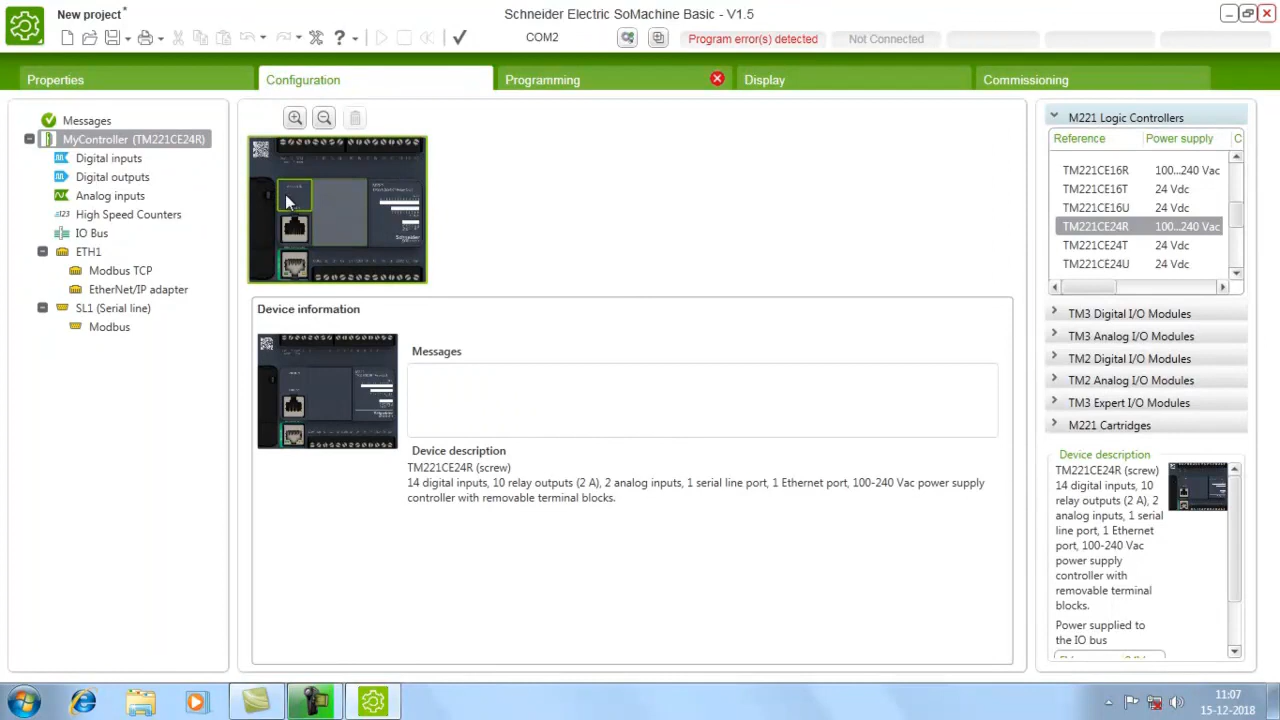 New project *
Schneider Electric SoMachine Basic - V1.5
COM2
Program error(s) detected
Not Connected
Properties
Configuration
Programming
Display
Commissioning
Messages
MyController (TM221CE24R)
Digital inputs
Digital outputs
Analog inputs
High Speed Counters
IO Bus
ETH1
Modbus TCP
EtherNet/IP adapter
SL1 (Serial line)
Modbus
Device information
Messages
Device description
TM221CE24R (screw)
14 digital inputs, 10 relay outputs (2 A), 2 analog inputs, 1 serial line port, 1 Ethernet port, 100-240 Vac power supply
controller with removable terminal blocks.
M221 Logic Controllers
Reference Power supply C
TM221CE16R 100...240 Vac
TM221CE16T 24 Vdc
TM221CE16U 24 Vdc
TM221CE24R 100...240 Vac
TM221CE24T 24 Vdc
TM221CE24U 24 Vdc
TM3 Digital I/O Modules
TM3 Analog I/O Modules
TM2 Digital I/O Modules
TM2 Analog I/O Modules
TM3 Expert I/O Modules
M221 Cartridges
Device description
TM221CE24R (screw)
14 digital inputs, 10
relay outputs (2 A), 2
analog inputs, 1 serial
line port, 1 Ethernet
port, 100-240 Vac
power supply
controller with
removable terminal
blocks.
Power supplied to
the IO bus
11:07
15-12-2018